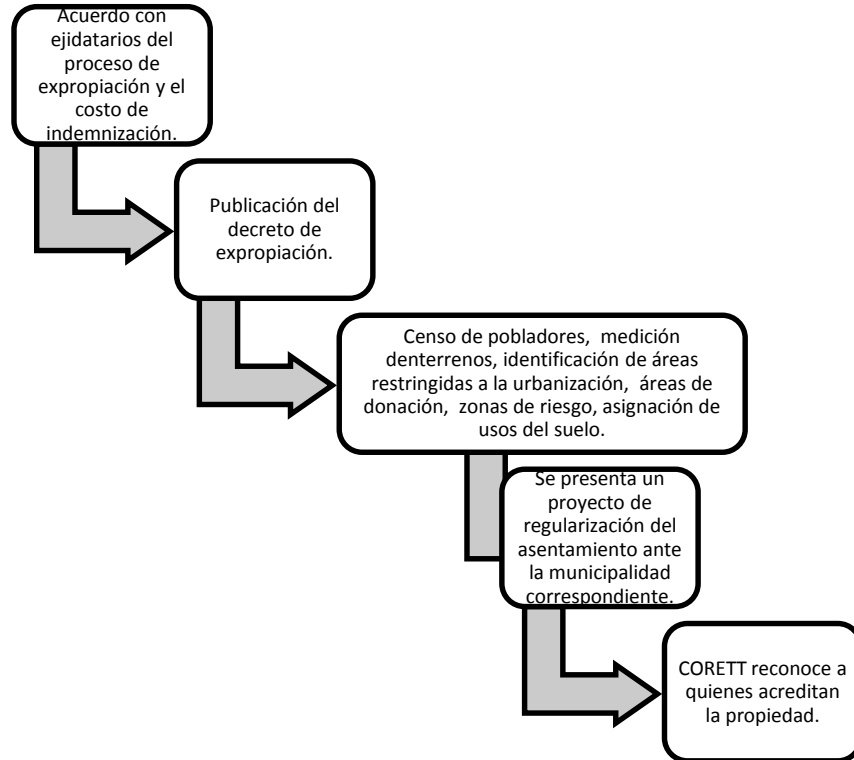 Acuerdo con
ejidatarios del
proceso de
expropiación y el
costo de
indemnización.
Publicación del
decreto de
expropiación.
Censo de pobladores, medición
denterrenos, identificación de áreas
restringidas a la urbanización, áreas de
donación, zonas de riesgo, asignación de
usos del suelo.
Se presenta un
proyecto de
regularización del
asentamiento ante
la municipalidad
correspondiente.
CORETT reconoce a
quienes acreditan
la propiedad.